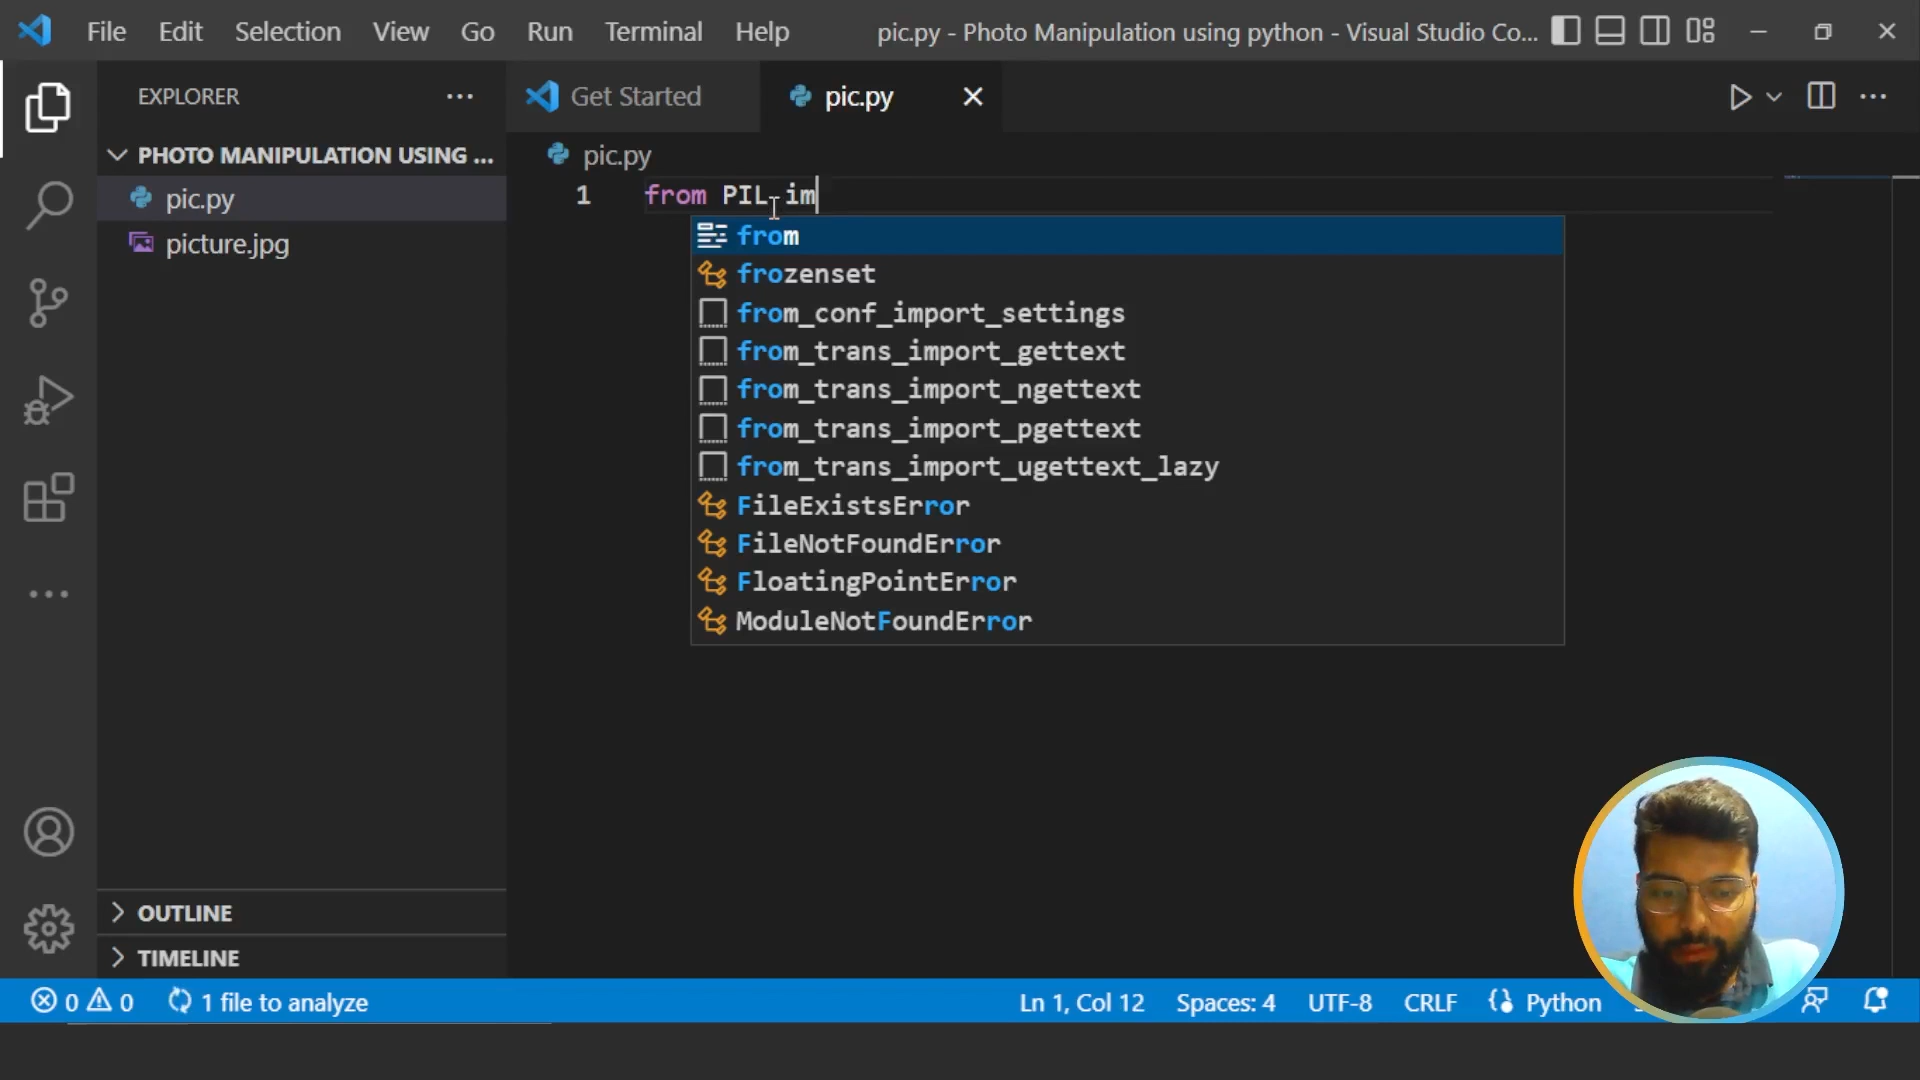 File Edit Selection View Go Run Terminal Help pic.py - Photo Manipulation using python - Visual Studio Co...
EXPLORER
PHOTO MANIPULATION USING ...
pic.py
picture.jpg
OUTLINE
TIMELINE
Get Started pic.py
pic.py
1 from PIL im
from
frozenset
from_conf_import_settings
from_trans_import_gettext
from_trans_import_ngettext
from_trans_import_pgettext
from_trans_import_ugettext_lazy
FileExistsError
FileNotFoundError
FloatingPointError
ModuleNotFoundError
0 0 1 file to analyze Ln 1, Col 12 Spaces: 4 UTF-8 CRLF Python